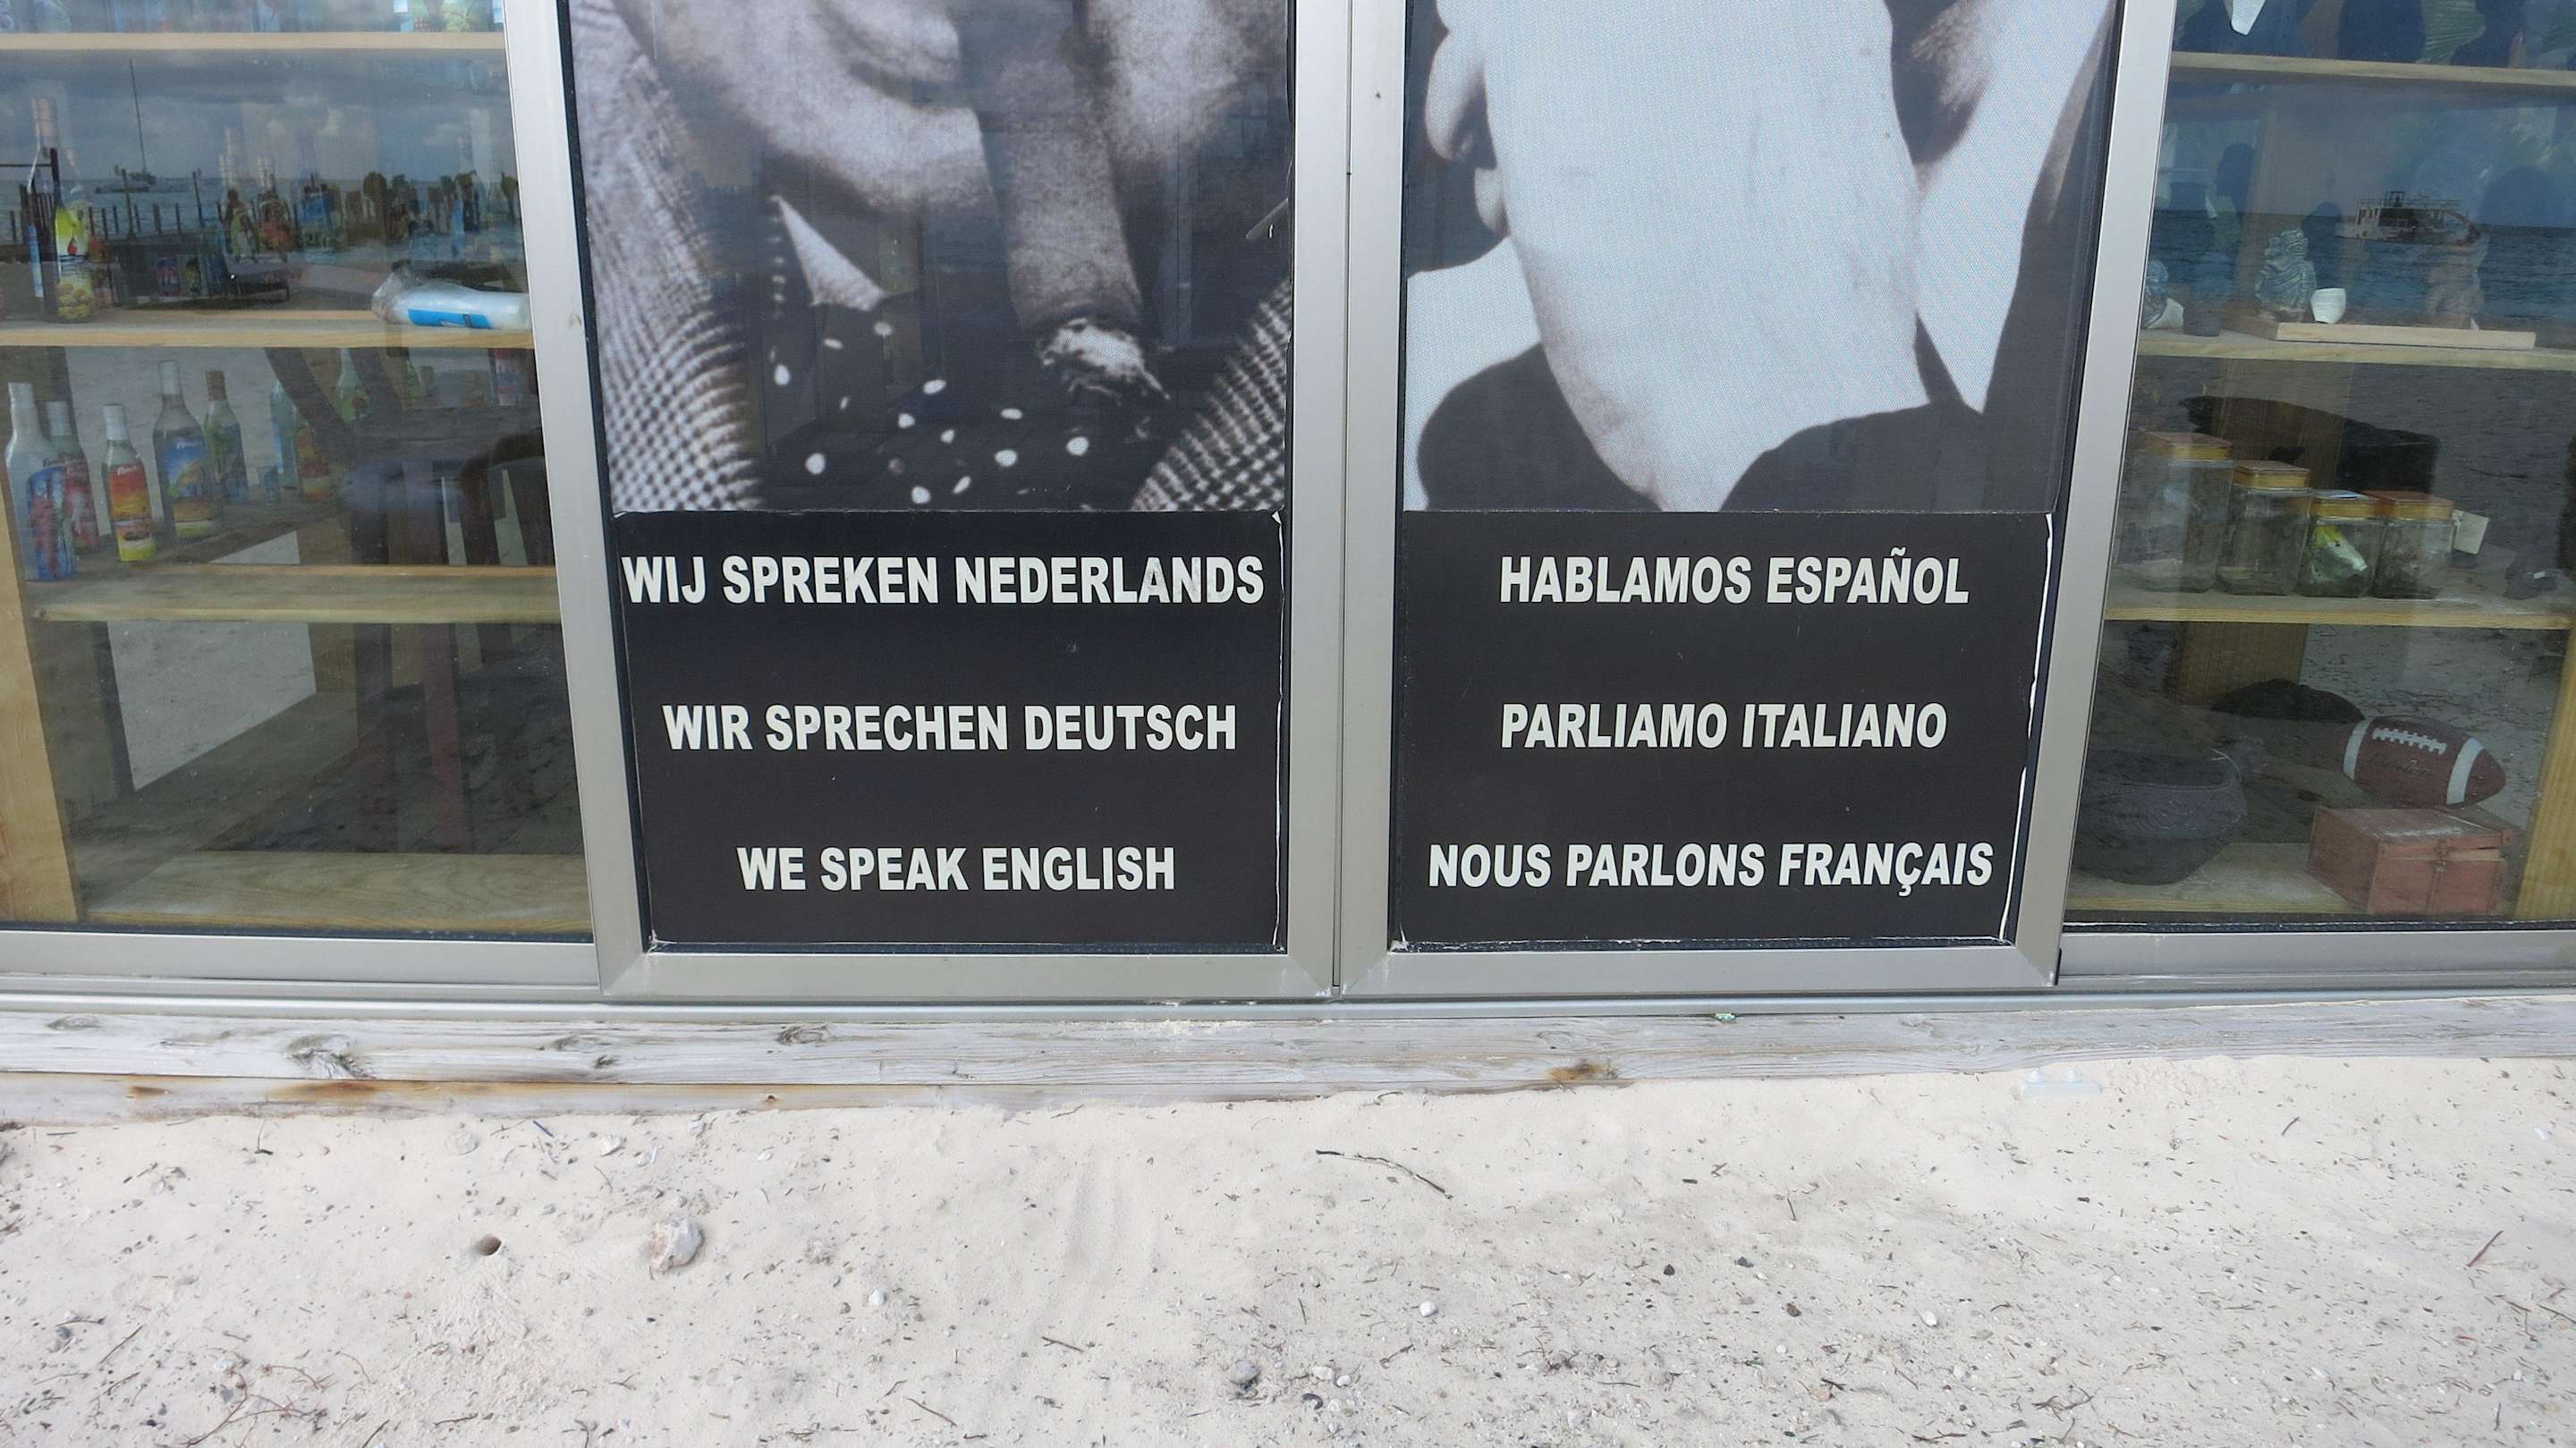 WIJ SPREKEN NEDERLANDS
WIR SPRECHEN DEUTSCH
WE SPEAK ENGLISH
HABLAMOS ESPAÑOL
PARLIAMO ITALIANO
NOUS PARLONS FRANÇAIS